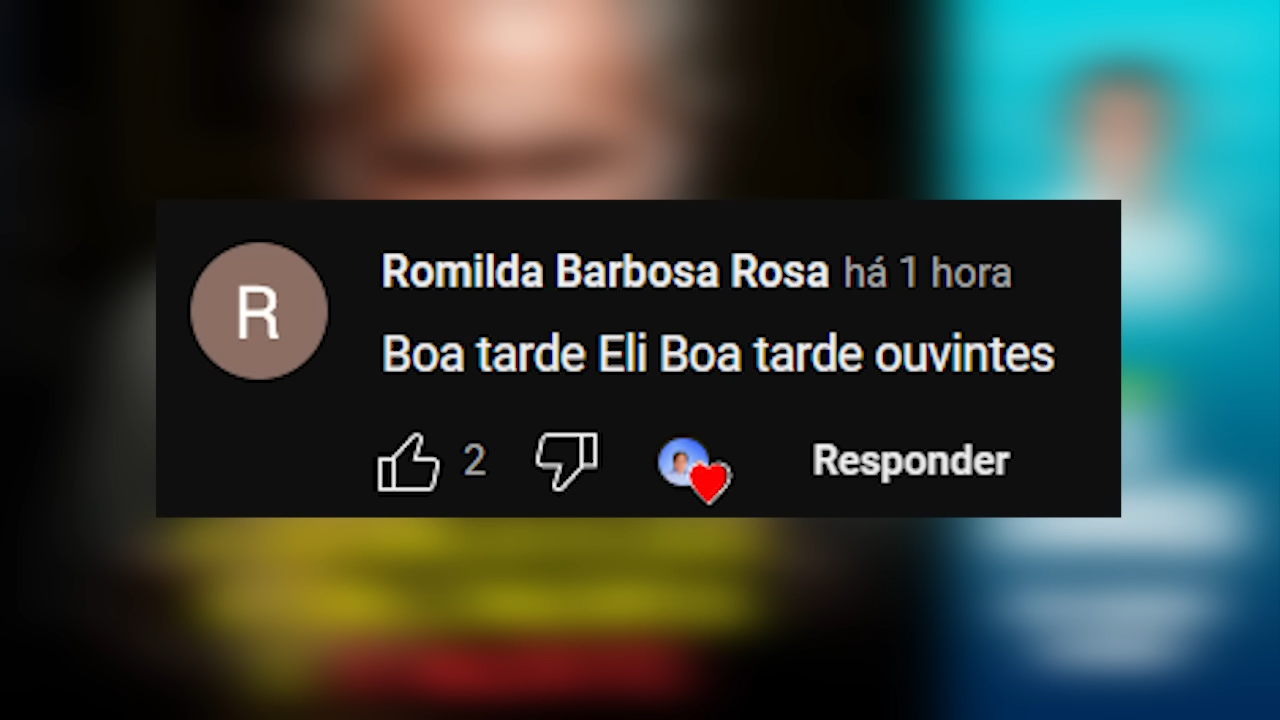 R
Romilda Barbosa Rosa há 1 hora
Boa tarde Eli Boa tarde ouvintes
2 Responder